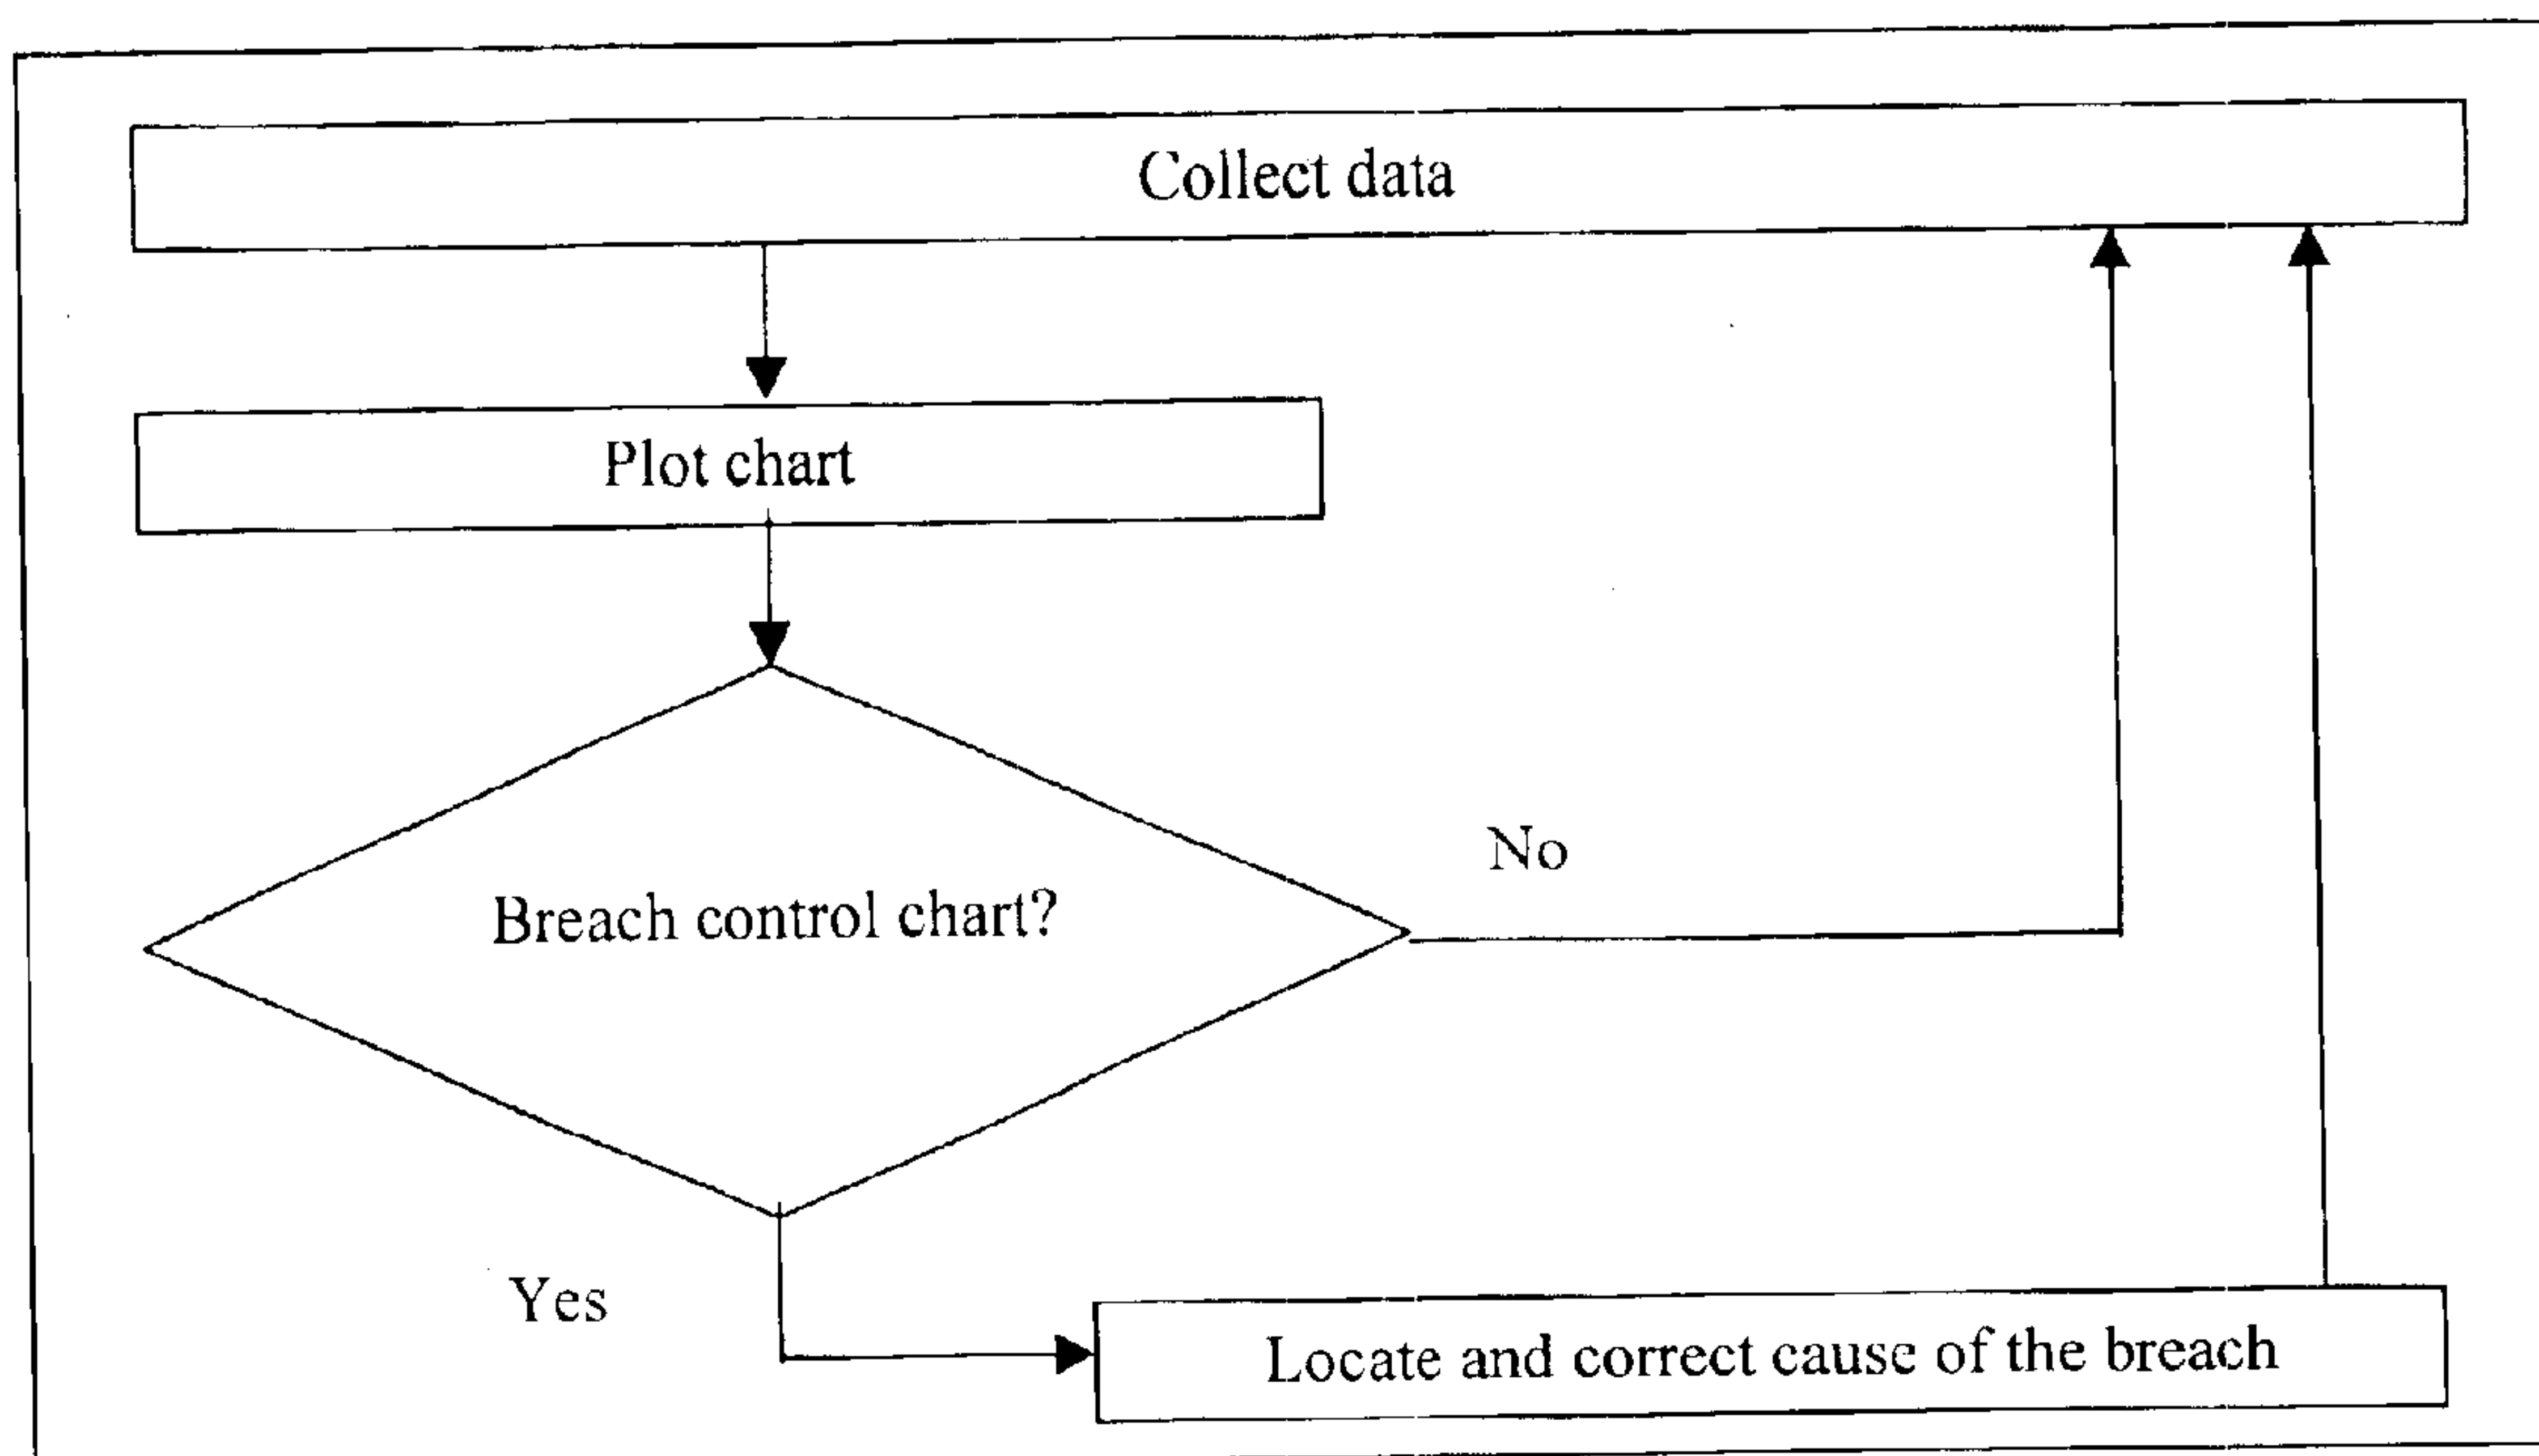 Collect data
Plot chart
Breach control chart?
No
Yes
Locate and correct cause of the breach